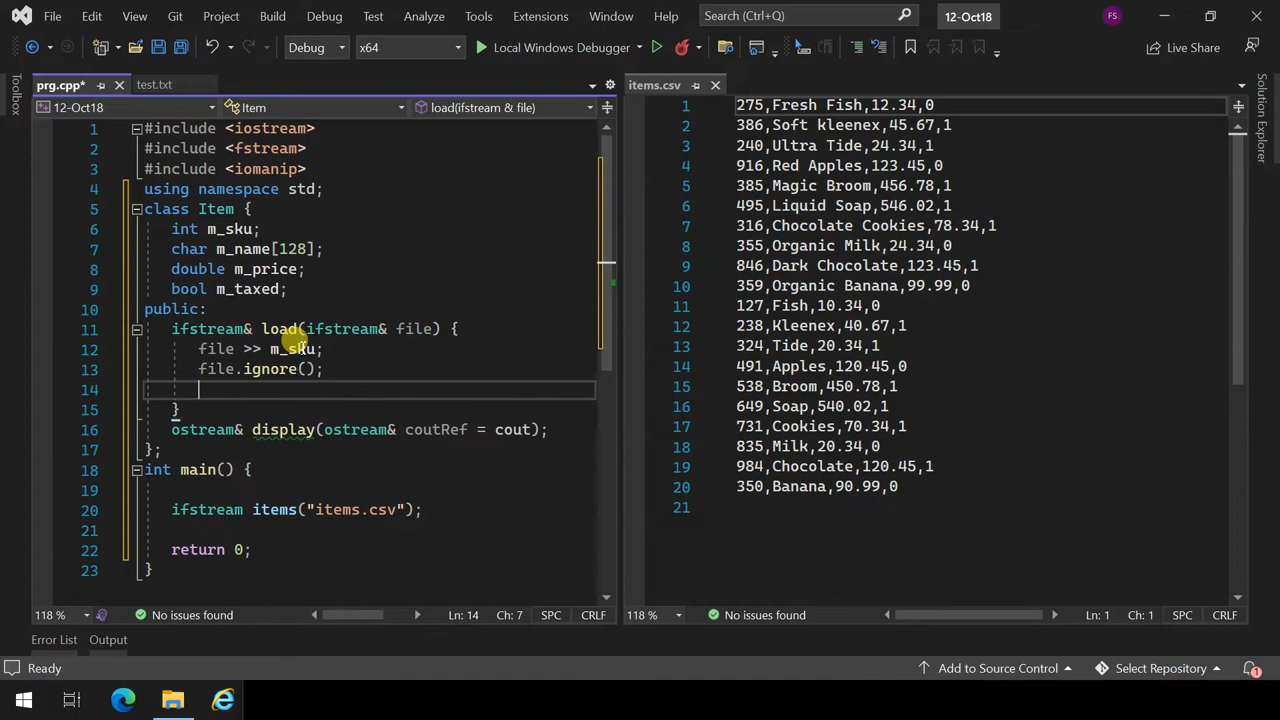 File Edit View Git Project Build Debug Test Analyze Tools Extensions Window Help Search (Ctrl+Q) 12-Oct18 FS
Debug x64 Local Windows Debugger Live Share
Toolbox
prg.cpp* test.txt
12-Oct18 Item load(ifstream & file)
1 #include <iostream>
2 #include <fstream>
3 #include <iomanip>
4 using namespace std;
5 class Item {
6 int m_sku;
7 char m_name[128];
8 double m_price;
9 bool m_taxed;
10 public:
11 ifstream& load(ifstream& file) {
12 file >> m_sku;
13 file.ignore();
14
15 }
16 ostream& display(ostream& coutRef = cout);
17 };
18 int main() {
19
20 ifstream items("items.csv");
21
22 return 0;
23 }
118 % No issues found Ln: 14 Ch: 7 SPC CRLF
items.csv
1 275,Fresh Fish,12.34,0
2 386,Soft kleenex,45.67,1
3 240,Ultra Tide,24.34,1
4 916,Red Apples,123.45,0
5 385,Magic Broom,456.78,1
6 495,Liquid Soap,546.02,1
7 316,Chocolate Cookies,78.34,1
8 355,Organic Milk,24.34,0
9 846,Dark Chocolate,123.45,1
10 359,Organic Banana,99.99,0
11 127,Fish,10.34,0
12 238,Kleenex,40.67,1
13 324,Tide,20.34,1
14 491,Apples,120.45,0
15 538,Broom,450.78,1
16 649,Soap,540.02,1
17 731,Cookies,70.34,1
18 835,Milk,20.34,0
19 984,Chocolate,120.45,1
20 350,Banana,90.99,0
21
118 % No issues found Ln: 1 Ch: 1 SPC CRLF
Solution Explorer
Error List Output
Ready Add to Source Control Select Repository 1